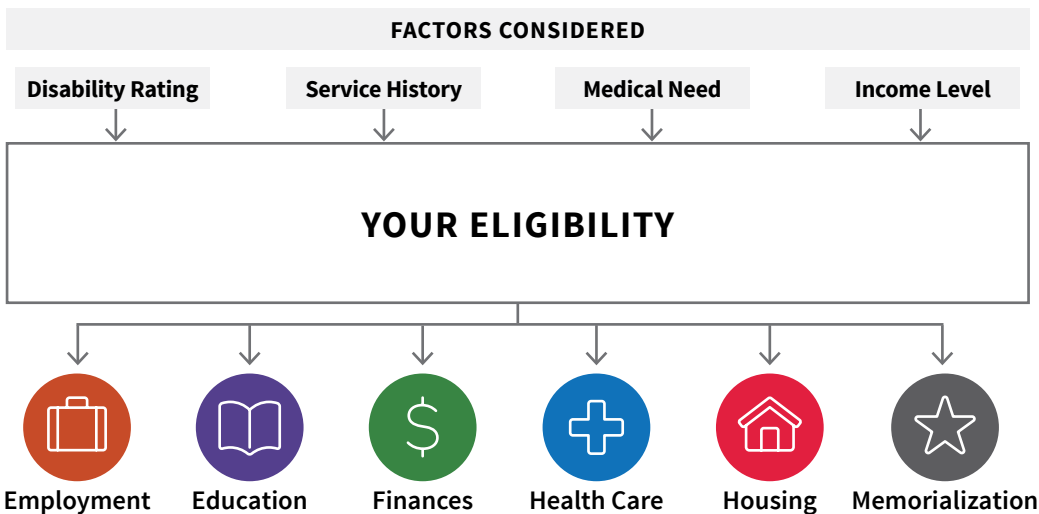 FACTORS CONSIDERED
Disability Rating
Service History
Medical Need
Income Level
YOUR ELIGIBILITY
$
Employment
Education
Finances
Health Care
Housing
Memorialization